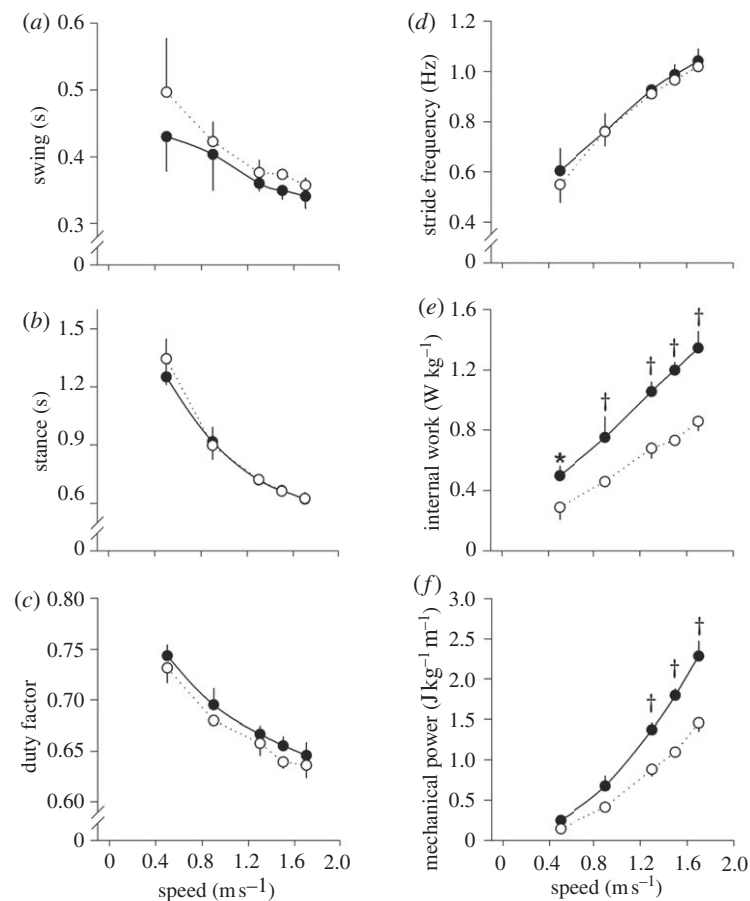 (a)
0.6
0.5
0.4
0.3
0
swing (s)
(b)
1.5
1.2
0.9
0.6
0
stance (s)
(c)
0.80
0.75
0.70
0.65
0.60
0
duty factor
0 0.4 0.8 1.2 1.6 2.0
speed (m s⁻¹)
(d)
1.2
1.0
0.8
0.6
0.4
0
stride frequency (Hz)
(e)
1.6
1.2
0.8
0.4
0
internal work (W kg⁻¹)
* † † † †
(f)
3.0
2.5
2.0
1.5
1.0
0.5
0
mechanical power (J kg⁻¹ m⁻¹)
† † †
0 0.4 0.8 1.2 1.6 2.0
speed (m s⁻¹)